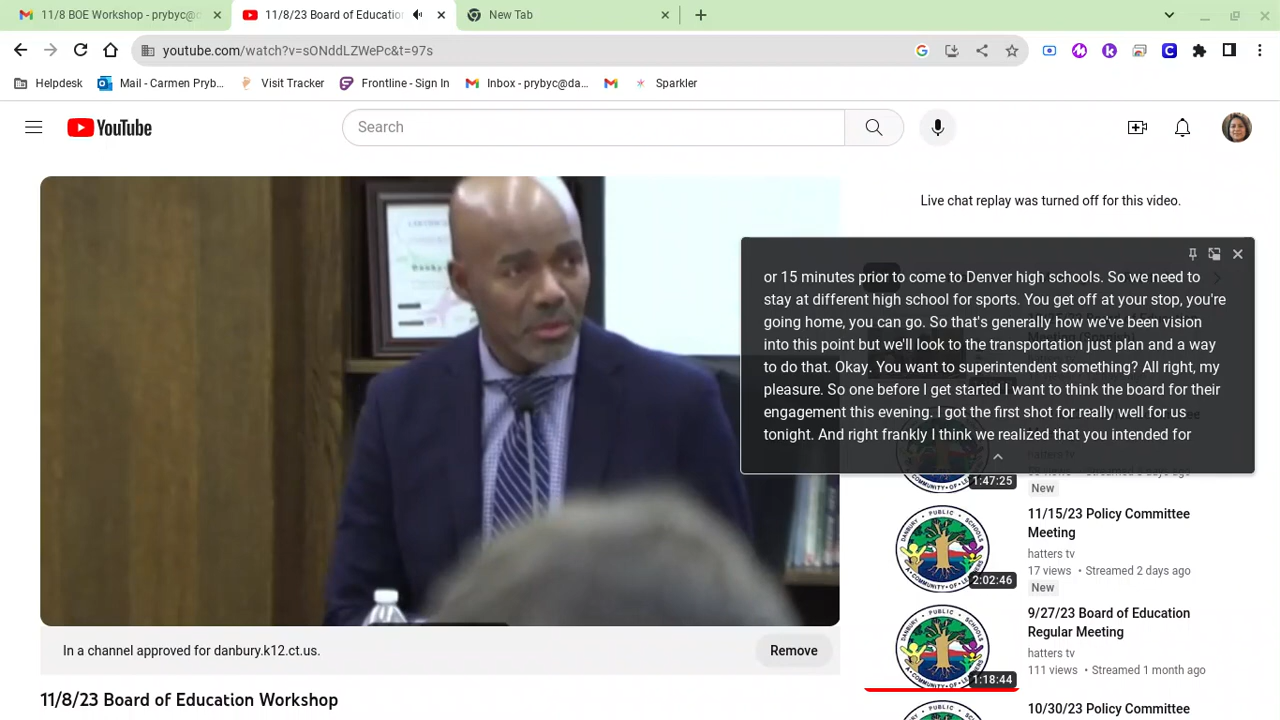 11/8 BOE Workshop - prybyc@d
11/8/23 Board of Education
New Tab
youtube.com/watch?v=sONddLZWePc&t=97s
Helpdesk
Mail - Carmen Pryb...
Visit Tracker
Frontline - Sign In
Inbox - prybyc@da...
Sparkler
YouTube
Search
Live chat replay was turned off for this video.
or 15 minutes prior to come to Denver high schools. So we need to
stay at different high school for sports. You get off at your stop, you're
going home, you can go. So that's generally how we've been vision
into this point but we'll look to the transportation just plan and a way
to do that. Okay. You want to superintendent something? All right, my
pleasure. So one before I get started I want to think the board for their
engagement this evening. I got the first shot for really well for us
tonight. And right frankly I think we realized that you intended for
1:47:25
New
11/15/23 Policy Committee
Meeting
hatters tv
17 views • Streamed 2 days ago
New
2:02:46
9/27/23 Board of Education
Regular Meeting
hatters tv
111 views • Streamed 1 month ago
1:18:44
10/30/23 Policy Committee
In a channel approved for danbury.k12.ct.us.
Remove
11/8/23 Board of Education Workshop